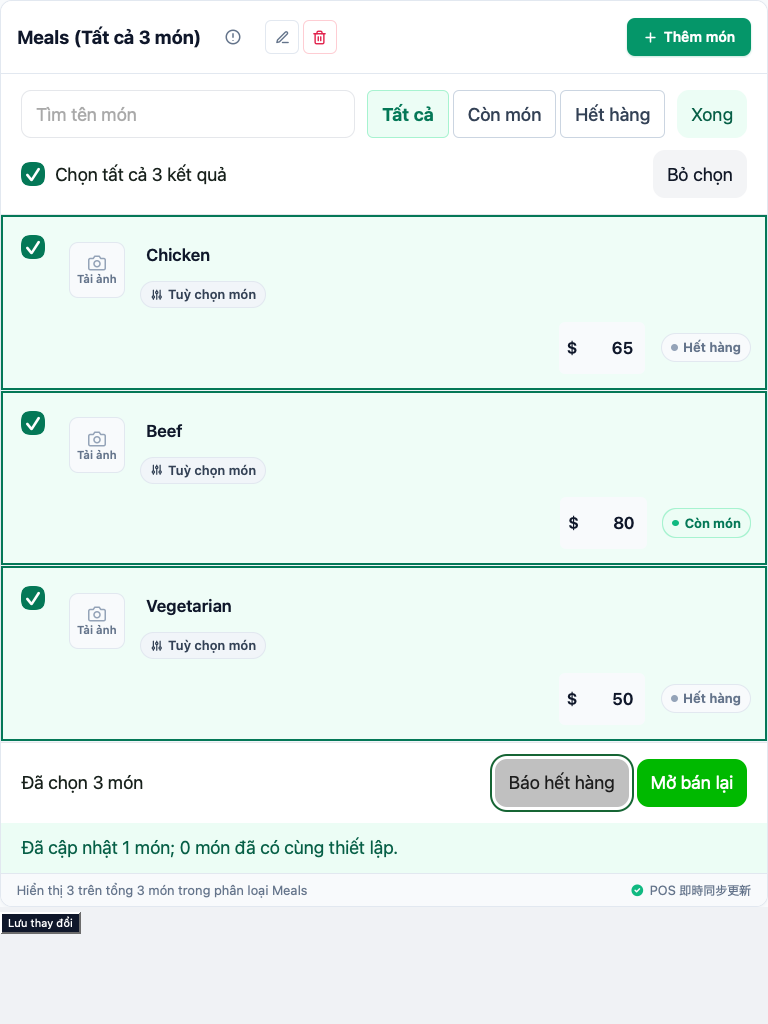 Meals (Tất cả 3 món)
+ Thêm món
Tìm tên món
Tất cả
Còn món
Hết hàng
Xong
Chọn tất cả 3 kết quả
Bỏ chọn
Tải ảnh
Chicken
Tuỳ chọn món
$ 65
Hết hàng
Tải ảnh
Beef
Tuỳ chọn món
$ 80
Còn món
Tải ảnh
Vegetarian
Tuỳ chọn món
$ 50
Hết hàng
Đã chọn 3 món
Báo hết hàng
Mở bán lại
Đã cập nhật 1 món; 0 món đã có cùng thiết lập.
Hiển thị 3 trên tổng 3 món trong phân loại Meals
POS 即時同步更新
Lưu thay đổi